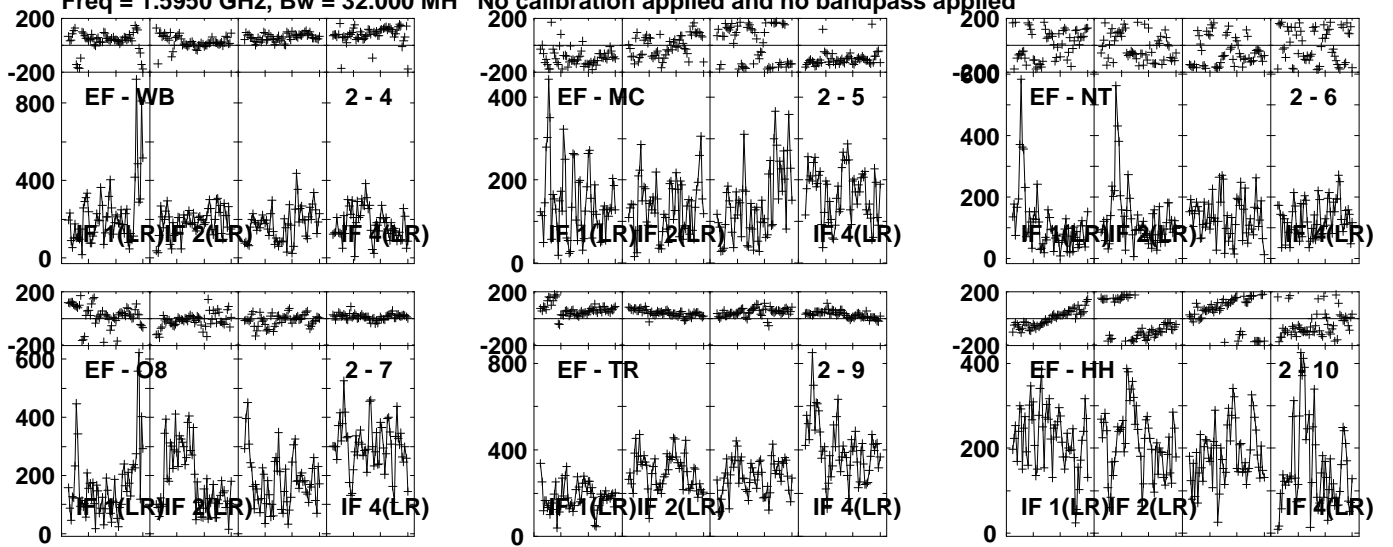 Freq = 1.5950 GHz, Bw = 32.000 MH No calibration applied and no bandpass applied
200
-200
800
400
0
EF - WB
2 - 4
IF 1(LR)
IF 2(LR)
IF 4(LR)
200
-200
400
200
0
EF - MC
2 - 5
IF 1(LR)
IF 2(LR)
IF 4(LR)
200
-200
600
400
200
0
EF - NT
2 - 6
IF 1(LR)
IF 2(LR)
IF 4(LR)
200
-200
600
400
200
0
EF - O8
2 - 7
IF 1(LR)
IF 2(LR)
IF 4(LR)
200
-200
800
400
0
EF - TR
2 - 9
IF 1(LR)
IF 2(LR)
IF 4(LR)
200
-200
400
200
0
EF - HH
2 - 10
IF 1(LR)
IF 2(LR)
IF 4(LR)